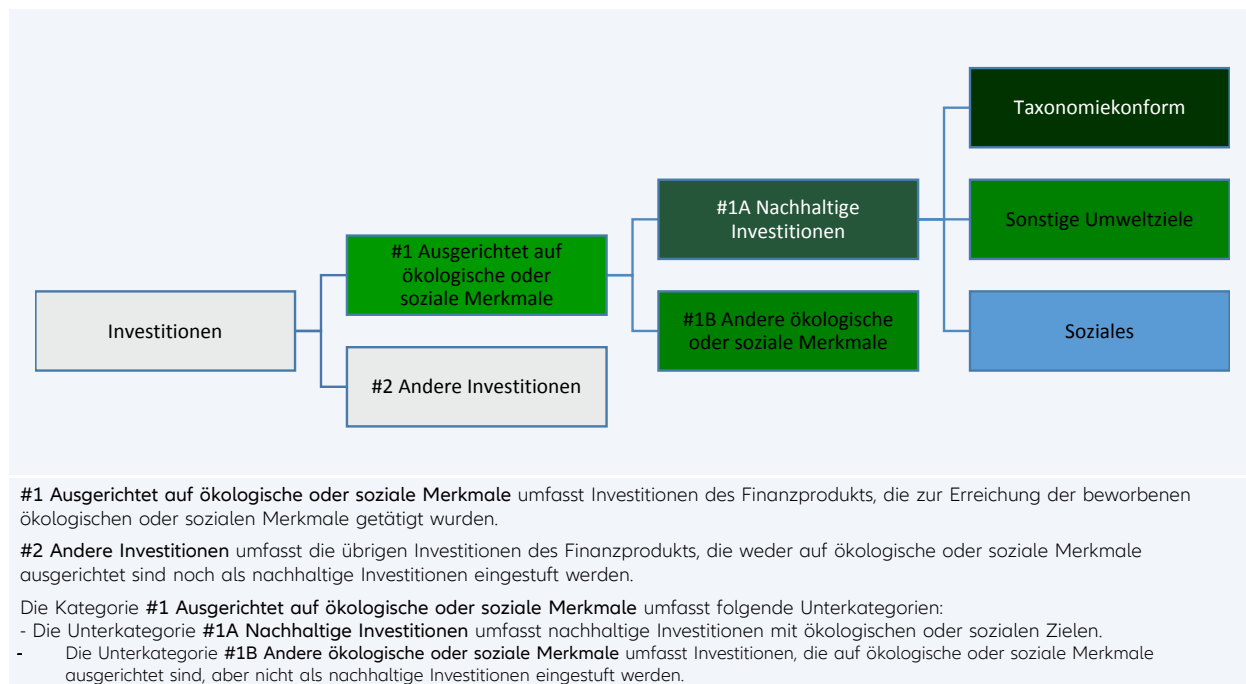 Investitionen
#1 Ausgerichtet auf
ökologische oder
soziale Merkmale
#2 Andere Investitionen
#1A Nachhaltige
Investitionen
#1B Andere ökologische
oder soziale Merkmale
Taxonomiekonform
Sonstige Umweltziele
Soziales
#1 Ausgerichtet auf ökologische oder soziale Merkmale umfasst Investitionen des Finanzprodukts, die zur Erreichung der beworbenen
ökologischen oder sozialen Merkmale getätigt wurden.
#2 Andere Investitionen umfasst die übrigen Investitionen des Finanzprodukts, die weder auf ökologische oder soziale Merkmale
ausgerichtet sind noch als nachhaltige Investitionen eingestuft werden.
Die Kategorie #1 Ausgerichtet auf ökologische oder soziale Merkmale umfasst folgende Unterkategorien:
- Die Unterkategorie #1A Nachhaltige Investitionen umfasst nachhaltige Investitionen mit ökologischen oder sozialen Zielen.
- Die Unterkategorie #1B Andere ökologische oder soziale Merkmale umfasst Investitionen, die auf ökologische oder soziale Merkmale
ausgerichtet sind, aber nicht als nachhaltige Investitionen eingestuft werden.